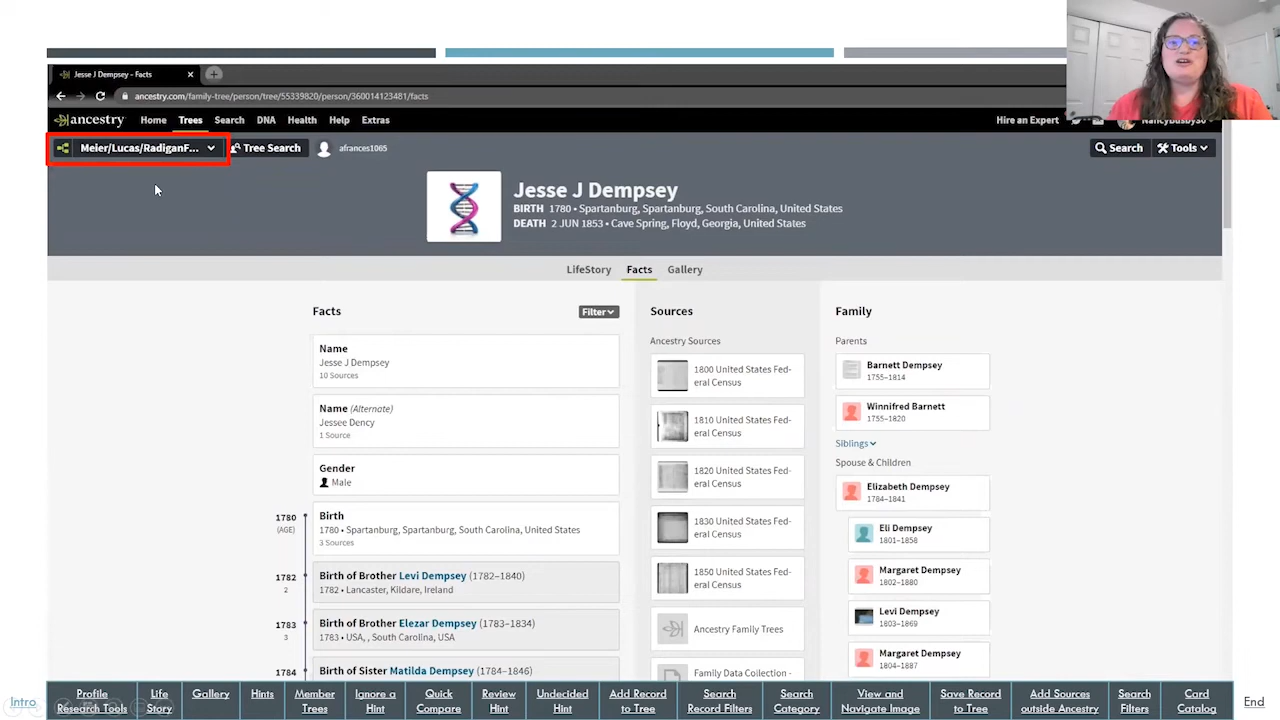 Jesse J Dempsey - Facts
ancestry.com/family-tree/person/tree/55339820/person/360014123481/facts
ancestry Home Trees Search DNA Health Help Extras Hire an Expert
Meier/Lucas/RadiganF... Tree Search afrances1065 Search Tools
Jesse J Dempsey
BIRTH 1780 • Spartanburg, Spartanburg, South Carolina, United States
DEATH 2 JUN 1853 • Cave Spring, Floyd, Georgia, United States
LifeStory Facts Gallery
Facts Filter
Name
Jesse J Dempsey
10 Sources
Name (Alternate)
Jessee Dency
1 Source
Gender
Male
1780
(AGE)
Birth
1780 • Spartanburg, Spartanburg, South Carolina, United States
3 Sources
1782
2
Birth of Brother Levi Dempsey (1782–1840)
1782 • Lancaster, Kildare, Ireland
1783
3
Birth of Brother Elezar Dempsey (1783–1834)
1783 • USA, , South Carolina, USA
1784
Birth of Sister Matilda Dempsey (1784–1846)
Sources
Ancestry Sources
1800 United States Fed-
eral Census
1810 United States Fed-
eral Census
1820 United States Fed-
eral Census
1830 United States Fed-
eral Census
1850 United States Fed-
eral Census
Ancestry Family Trees
Family Data Collection -
Family
Parents
Barnett Dempsey
1755–1814
Winnifred Barnett
1755–1820
Siblings
Spouse & Children
Elizabeth Dempsey
1784–1841
Eli Dempsey
1801–1858
Margaret Dempsey
1802–1880
Levi Dempsey
1803–1869
Margaret Dempsey
1804–1887
Intro
Profile
Research Tools
Life
Story
Gallery
Hints
Member
Trees
Ignore a
Hint
Quick
Compare
Review
Hint
Undecided
Hint
Add Record
to Tree
Search
Record Filters
Search
Category
View and
Navigate Image
Save Record
to Tree
Add Sources
outside Ancestry
Search
Filters
Card
Catalog
End